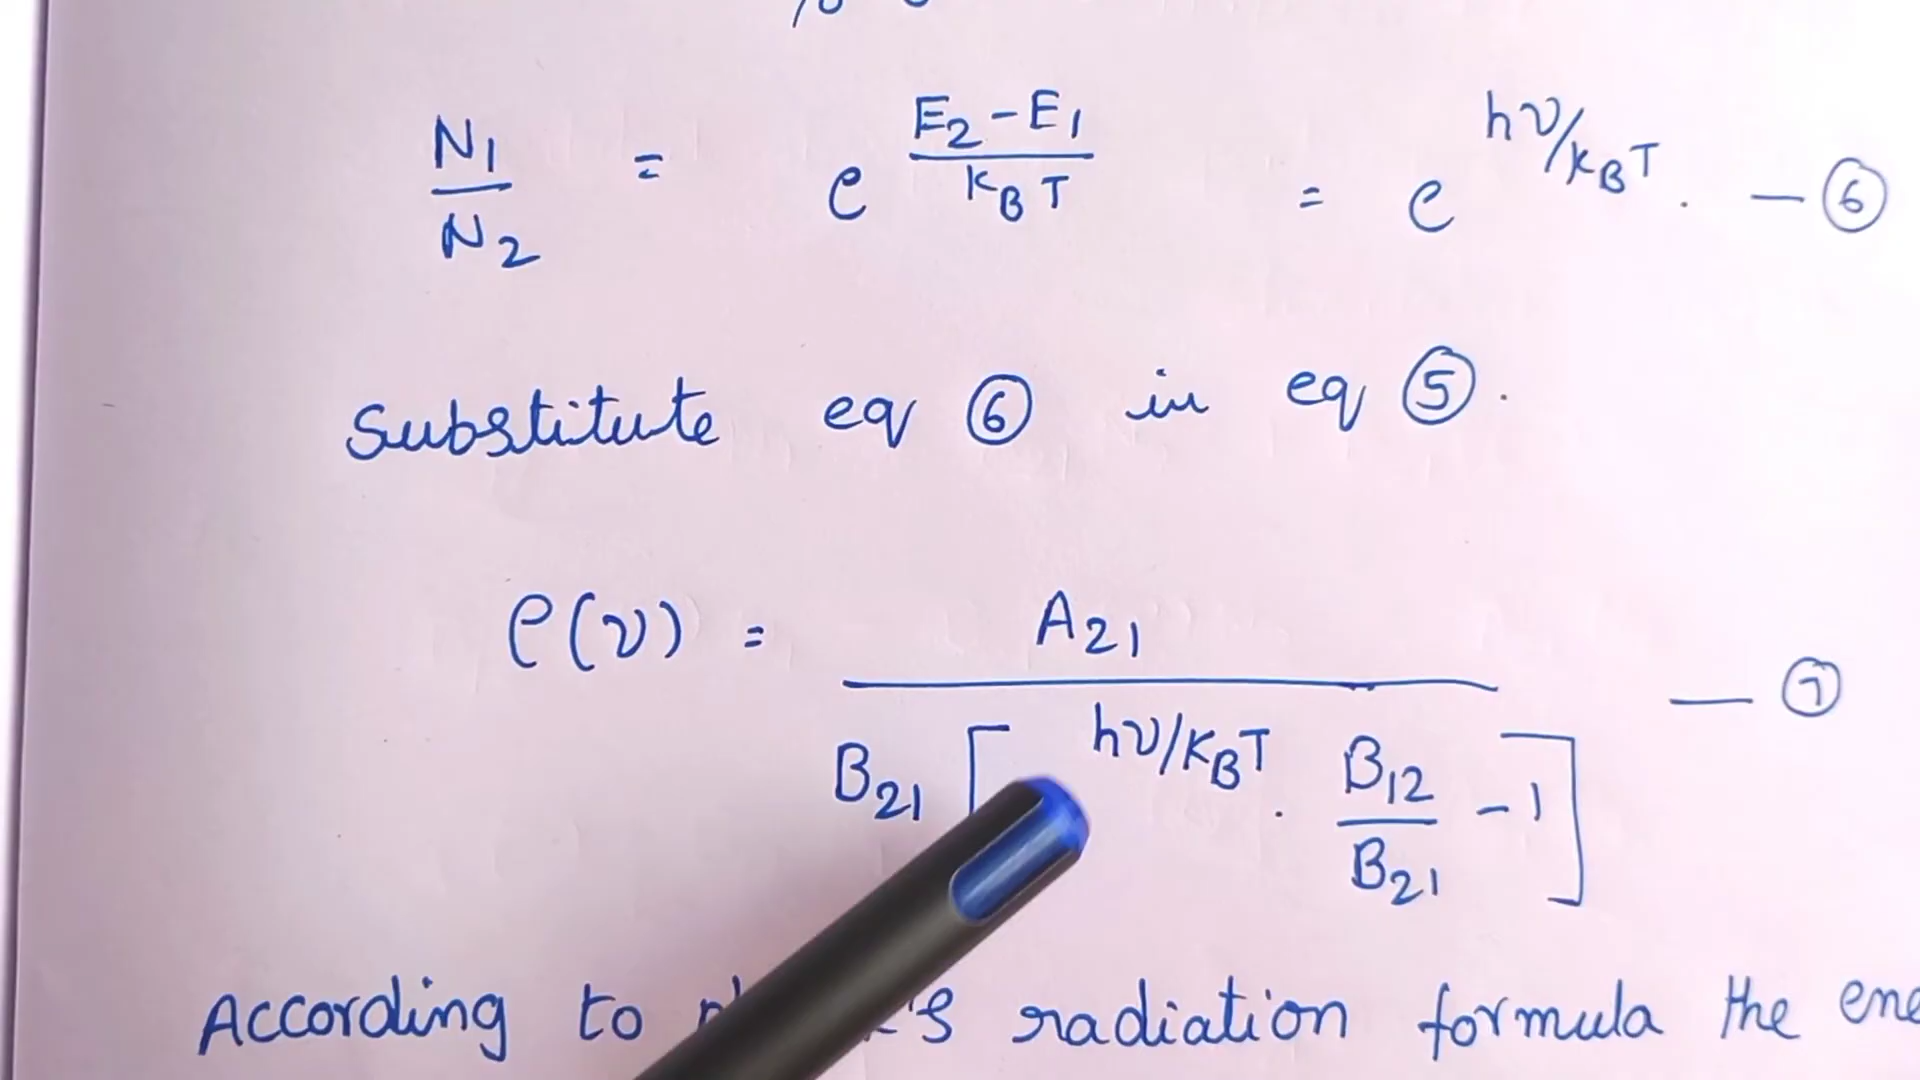 N1/N2 = e^((E2-E1)/(KBT)) = e^(hν/KBT). — ⑥
Substitute eq ⑥ in eq ⑤.
ρ(ν) = A21 / B21 [ hν/KBT . B12/B21 - 1 ] — ⑦
According to radiation formula the